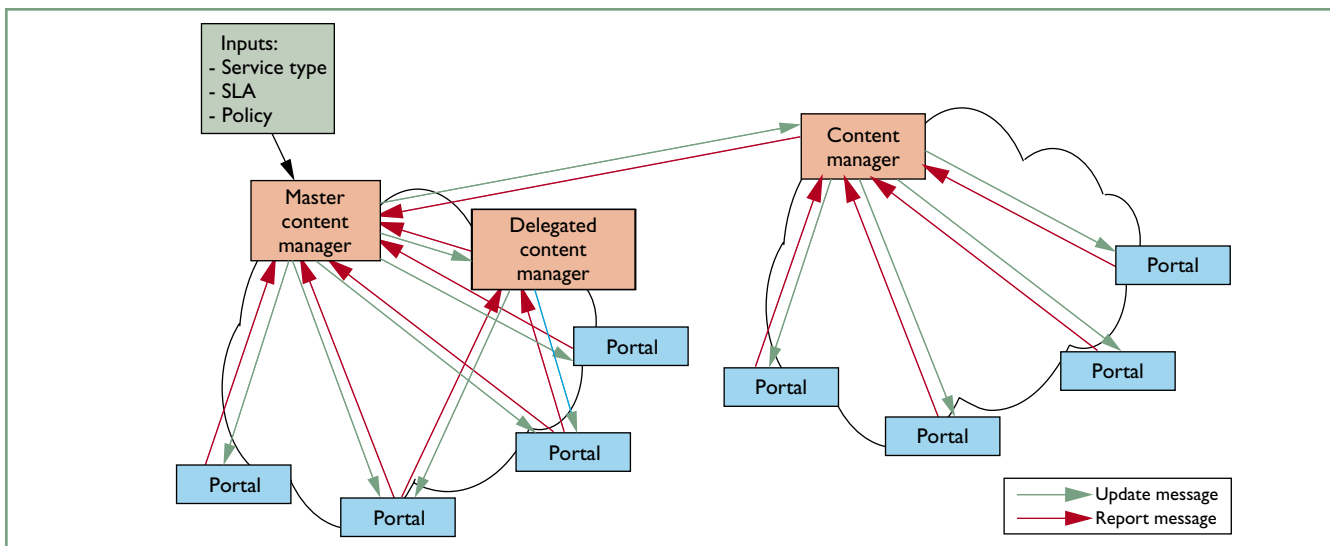 Inputs:
- Service type
- SLA
- Policy
Master
content
manager
Delegated
content
manager
Portal
Portal
Portal
Portal
Content
manager
Portal
Portal
Portal
Portal
Update message
Report message